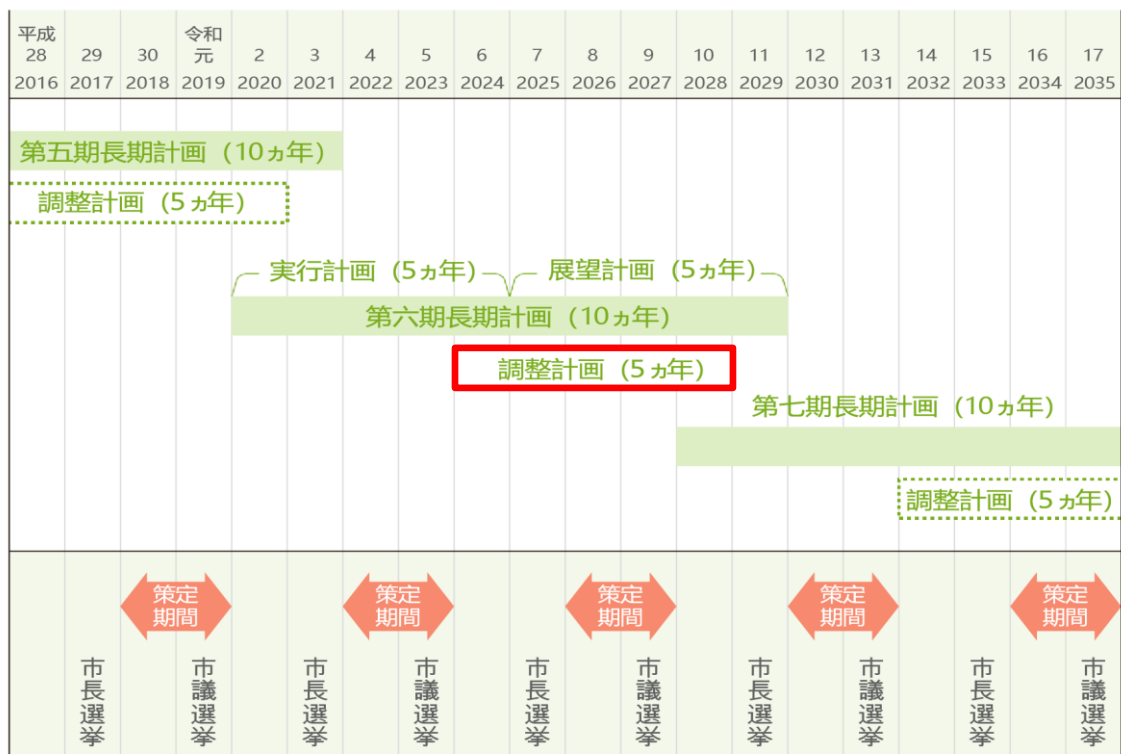 平成 令和
28 29 30 元 2 3 4 5 6 7 8 9 10 11 12 13 14 15 16 17
2016 2017 2018 2019 2020 2021 2022 2023 2024 2025 2026 2027 2028 2029 2030 2031 2032 2033 2034 2035
第五期長期計画(10ヵ年)
調整計画(5ヵ年)
実行計画(5ヵ年) 展望計画(5ヵ年)
第六期長期計画(10ヵ年)
調整計画(5ヵ年)
第七期長期計画(10ヵ年)
調整計画(5ヵ年)
策定 策定 策定 策定 策定
期間 期間 期間 期間 期間
市長選挙 市議選挙 市長選挙 市議選挙 市長選挙 市議選挙 市長選挙 市議選挙 市長選挙 市議選挙